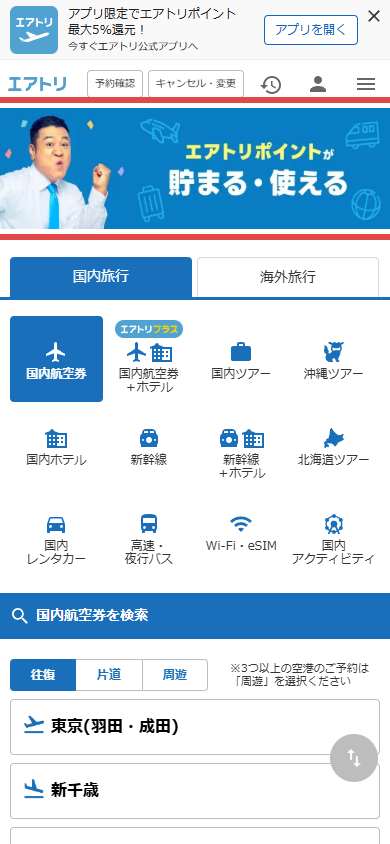 エアトリ
アプリ限定でエアトリポイント
最大5%還元！
今すぐエアトリ公式アプリへ
アプリを開く
エアトリ
予約確認
キャンセル・変更
エアトリポイントが
貯まる・使える
国内旅行
海外旅行
国内航空券
エアトリプラス
国内航空券
+ホテル
国内ツアー
沖縄ツアー
国内ホテル
新幹線
新幹線
+ホテル
北海道ツアー
国内
レンタカー
高速・
夜行バス
Wi-Fi・eSIM
国内
アクティビティ
国内航空券を検索
往復
片道
周遊
※3つ以上の空港のご予約は
「周遊」を選択ください
東京(羽田・成田)
新千歳